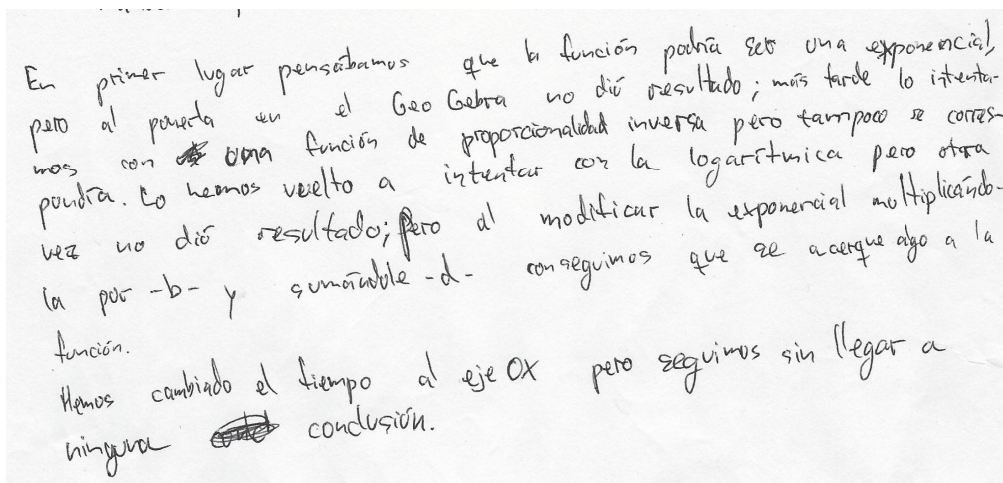 En primer lugar pensábamos que la función podría ser una exponencial,
pero al ponerla en el GeoGebra no dió resultado; más tarde lo intenta-
mos con una función de proporcionalidad inversa pero tampoco se corres-
pondía. Lo hemos vuelto a intentar con la logarítmica pero otra
vez no dió resultado; Pero al modificar la exponencial multiplicándo-
la por -b- y sumándole -d- conseguimos que se acerque algo a la
función.
Hemos cambiado el tiempo al eje OX pero seguimos sin llegar a
ninguna conclusión.